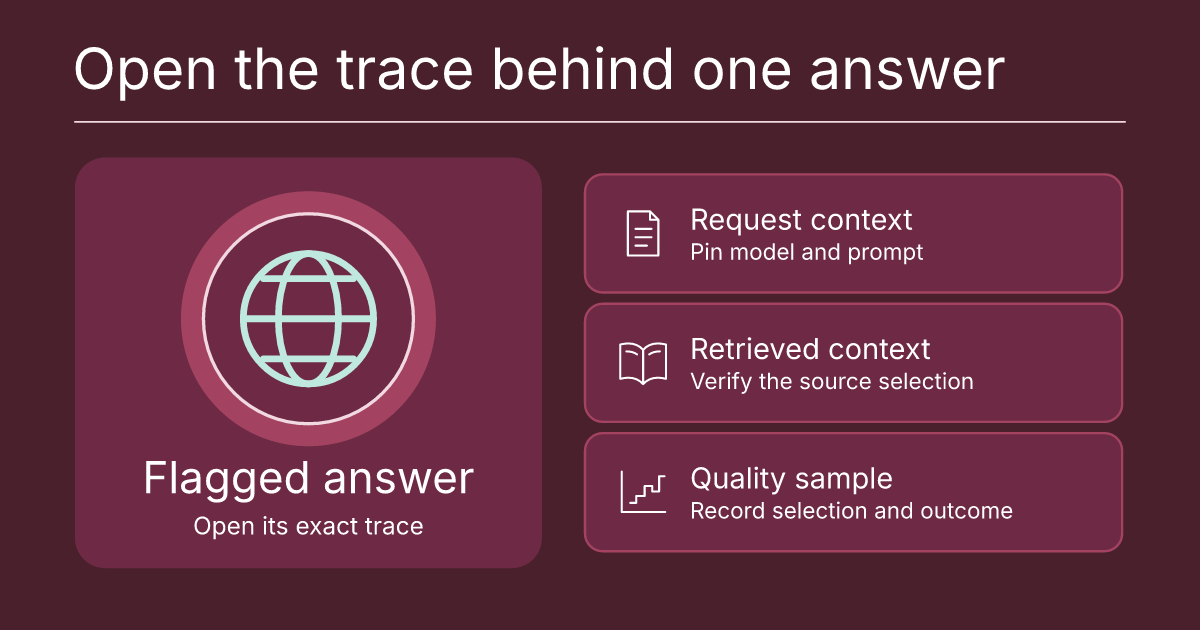 Open the trace behind one answer
Flagged answer
Open its exact trace
Request context
Pin model and prompt
Retrieved context
Verify the source selection
Quality sample
Record selection and outcome